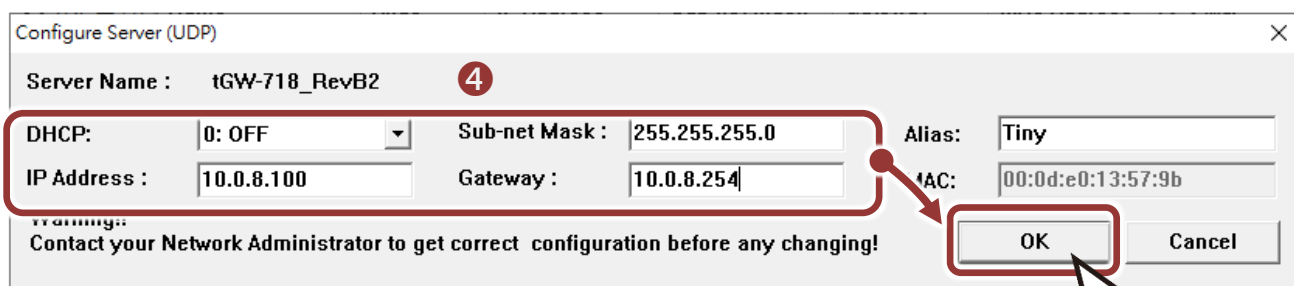 Configure Server (UDP)
Server Name : tGW-718_RevB2 4
DHCP: 0: OFF Sub-net Mask : 255.255.255.0 Alias: Tiny
IP Address : 10.0.8.100 Gateway : 10.0.8.254 MAC: 00:0d:e0:13:57:9b
Warning!!
Contact your Network Administrator to get correct configuration before any changing! OK Cancel